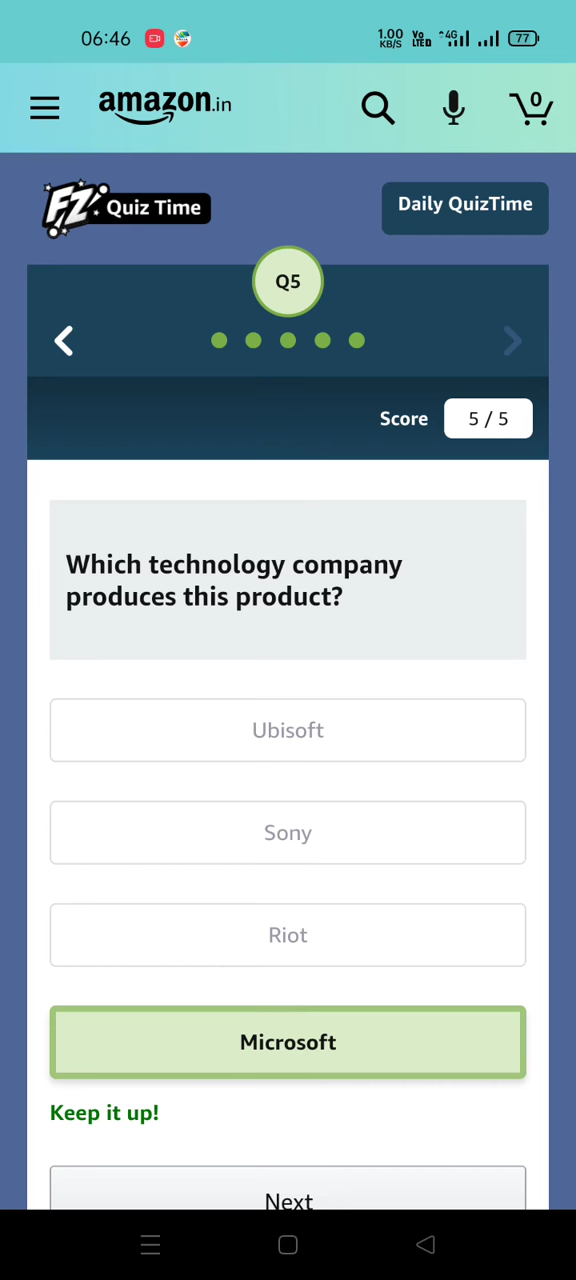 06:46 1.00 KB/S Vo LTED 4G 77
amazon.in 0
FZ Quiz Time Daily QuizTime
Q5
Score 5 / 5
Which technology company
produces this product?
Ubisoft
Sony
Riot
Microsoft
Keep it up!
Next